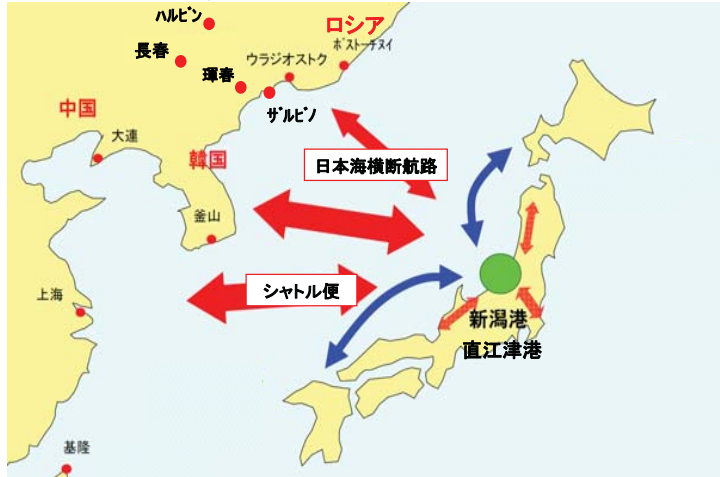 ハルビン
ロシア
ボストーチヌイ
長春
ウラジオストク
琿春
ザルビノ
中国
大連
韓国
日本海横断航路
釜山
シャトル便
上海
新潟港
直江津港
基隆